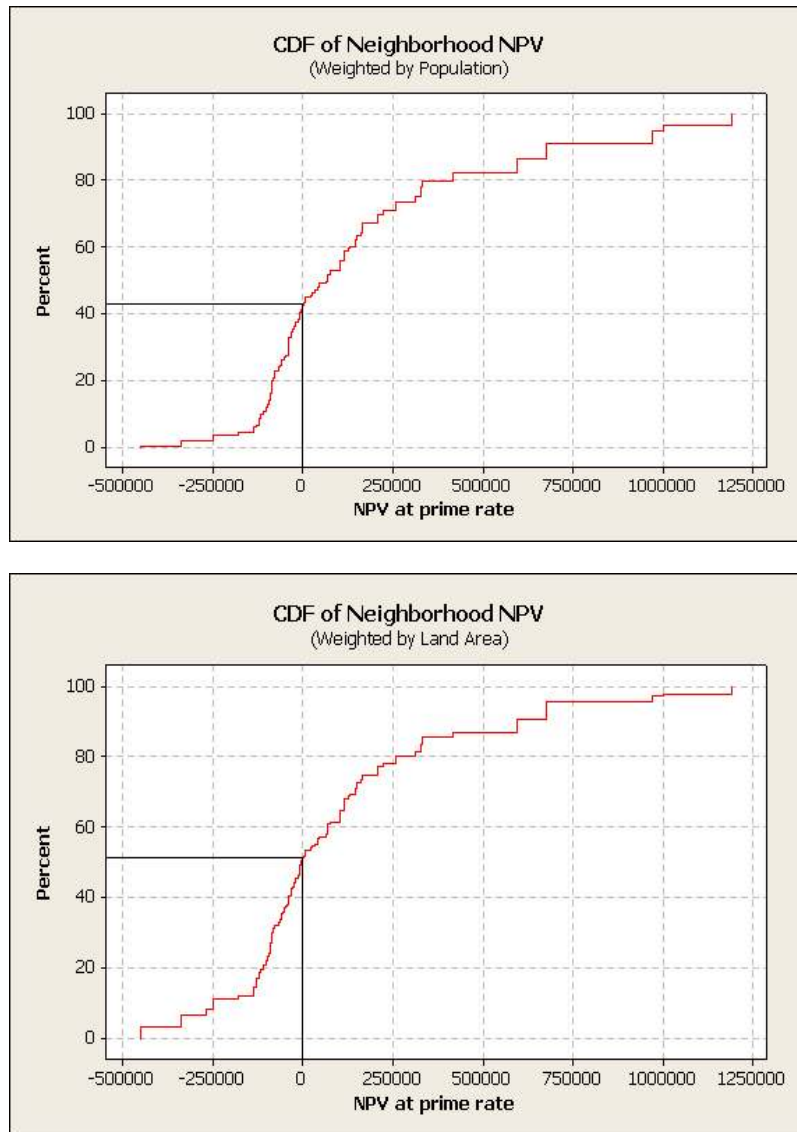 CDF of Neighborhood NPV
(Weighted by Population)
100
80
60
40
20
0
Percent
-500000 -250000 0 250000 500000 750000 1000000 1250000
NPV at prime rate
CDF of Neighborhood NPV
(Weighted by Land Area)
100
80
60
40
20
0
Percent
-500000 -250000 0 250000 500000 750000 1000000 1250000
NPV at prime rate